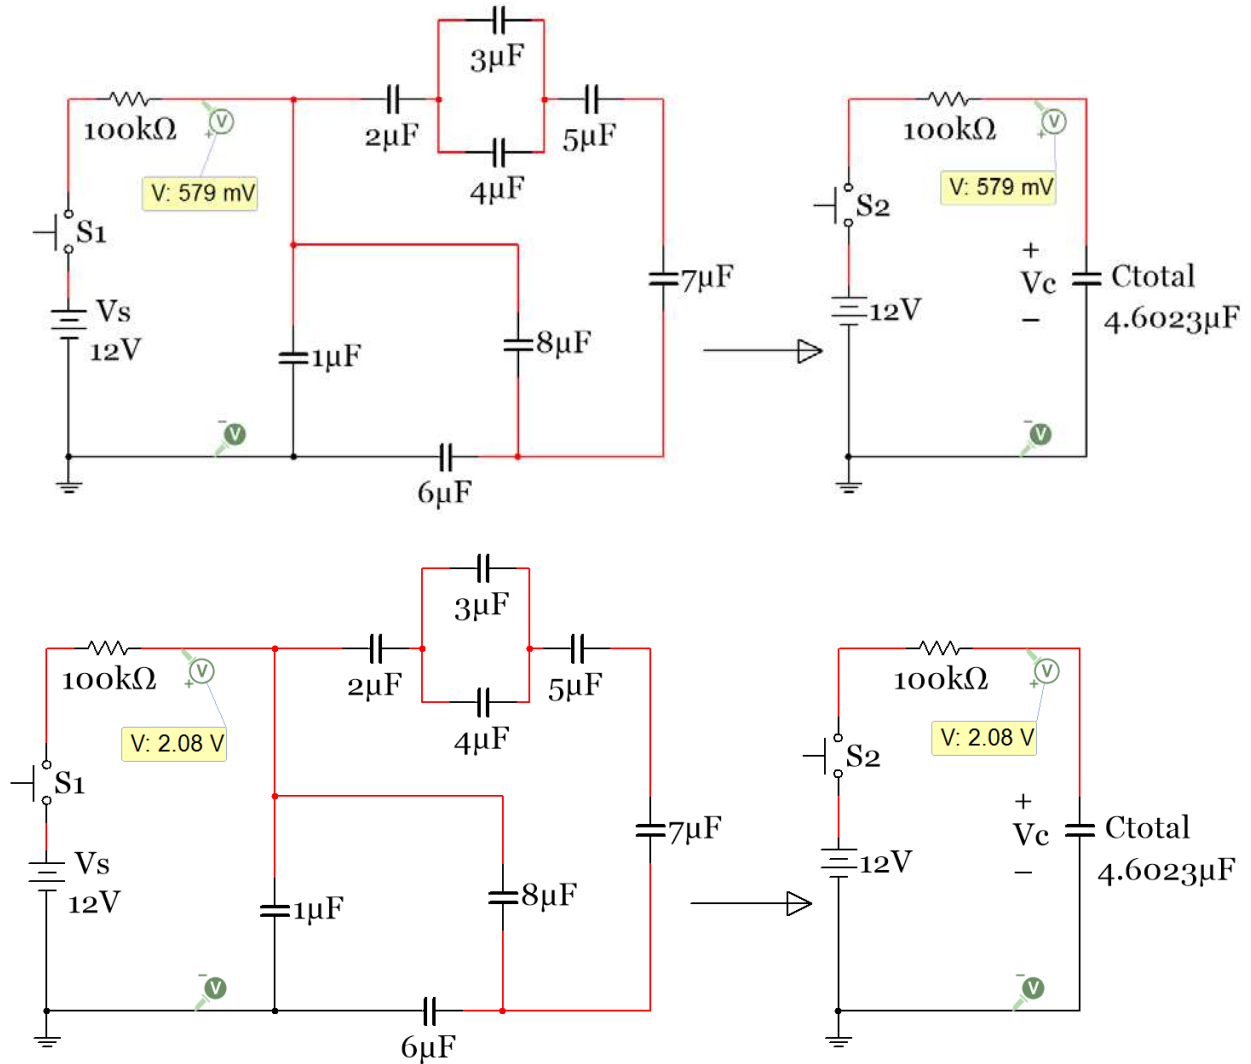 3µF
100kΩ
2µF
5µF
V
+
V: 579 mV
4µF
S1
Vs
12V
1µF
8µF
7µF
V
6µF
100kΩ
V
+
V: 579 mV
S2
12V
+
Vc
−
Ctotal
4.6023µF
V
3µF
100kΩ
2µF
5µF
V
+
V: 2.08 V
4µF
S1
Vs
12V
1µF
8µF
7µF
V
6µF
100kΩ
V
+
V: 2.08 V
S2
12V
+
Vc
−
Ctotal
4.6023µF
V